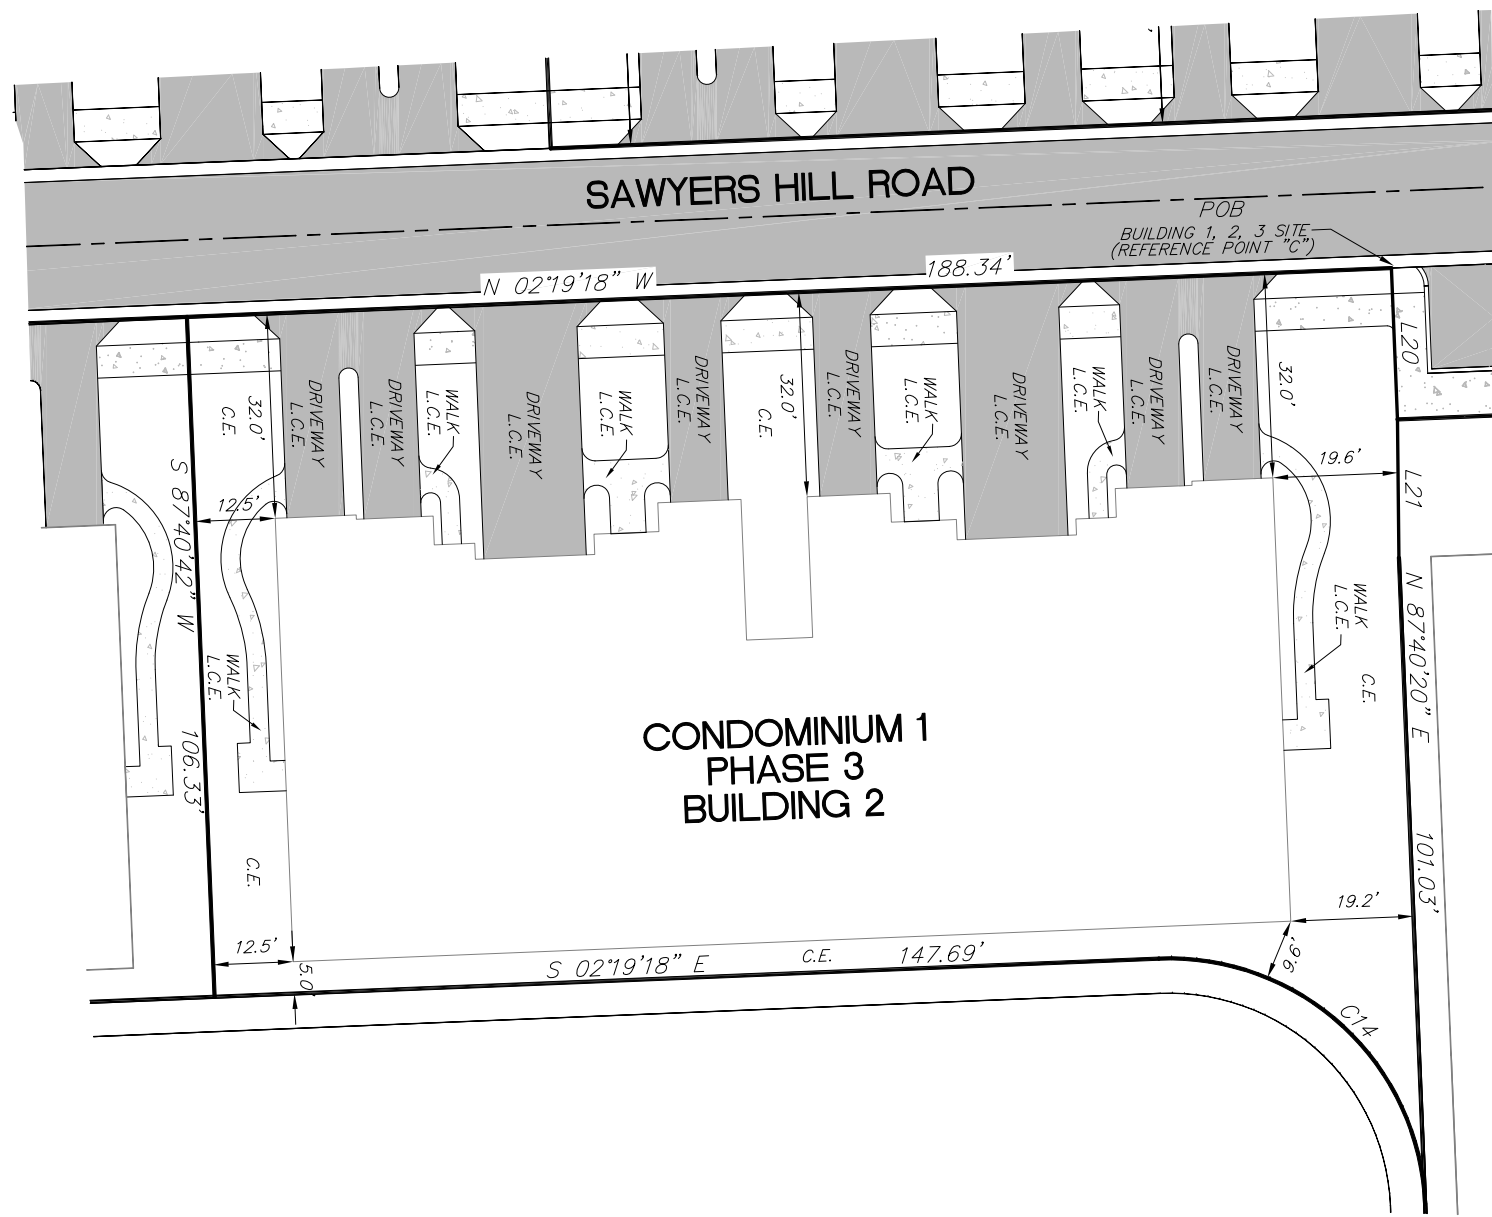 SAWYERS HILL ROAD
POB
BUILDING 1, 2, 3 SITE
(REFERENCE POINT "C")
N 02°19'18" W
188.34'
L20
32.0'
C.E.
DRIVEWAY
L.C.E.
DRIVEWAY
L.C.E.
WALK
L.C.E.
DRIVEWAY
L.C.E.
WALK
L.C.E.
DRIVEWAY
L.C.E.
32.0'
C.E.
DRIVEWAY
L.C.E.
WALK
L.C.E.
DRIVEWAY
L.C.E.
WALK
L.C.E.
DRIVEWAY
L.C.E.
DRIVEWAY
L.C.E.
32.0'
19.6'
L21
12.5'
S 87°40'42" W
106.33'
WALK
L.C.E.
WALK
L.C.E.
C.E.
N 87°40'20" E
101.03'
CONDOMINIUM 1
PHASE 3
BUILDING 2
C.E.
19.2'
12.5'
5.0'
S 02°19'18" E
C.E.
147.69'
9.6'
C14